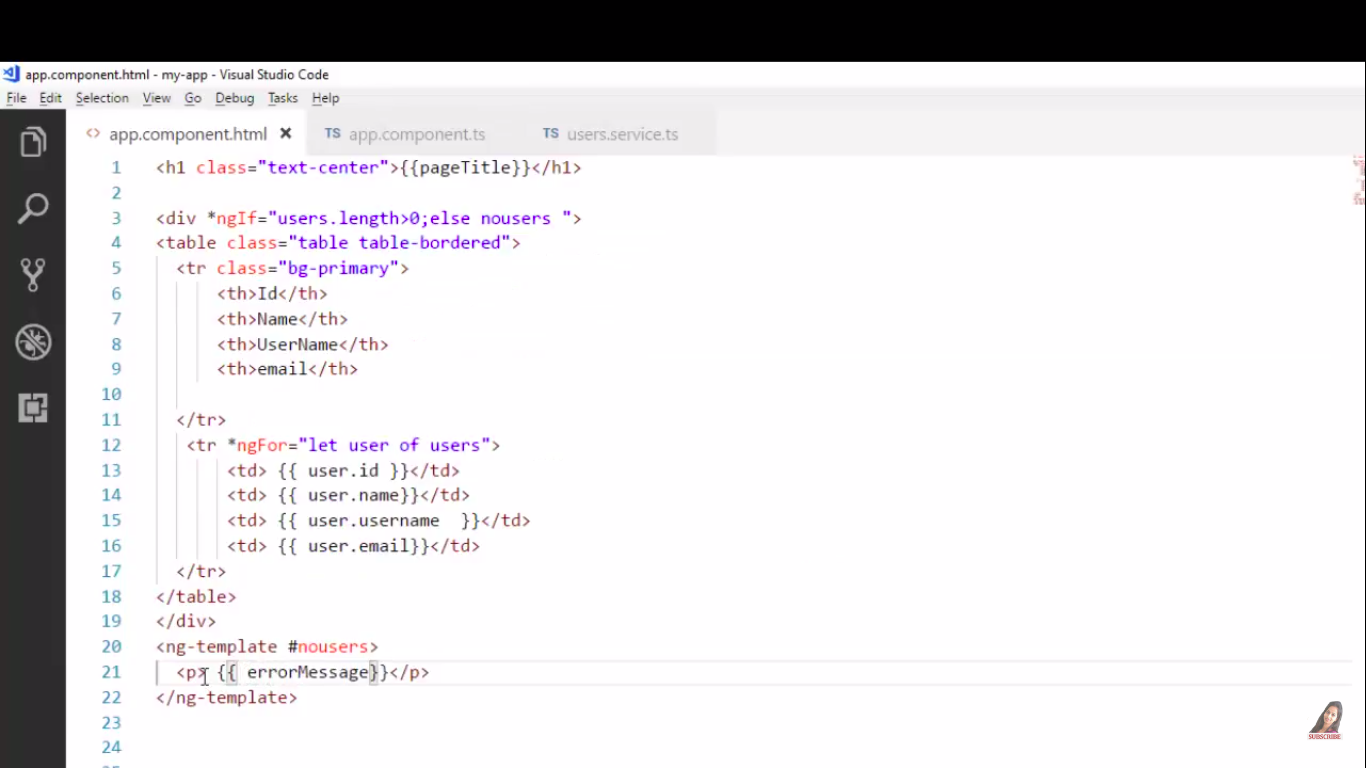 app.component.html - my-app - Visual Studio Code
File Edit Selection View Go Debug Tasks Help
<> app.component.html × TS app.component.ts TS users.service.ts
1 <h1 class="text-center">{{pageTitle}}</h1>
2
3 <div *ngIf="users.length>0;else nousers ">
4 <table class="table table-bordered">
5 <tr class="bg-primary">
6 <th>Id</th>
7 <th>Name</th>
8 <th>UserName</th>
9 <th>email</th>
10
11 </tr>
12 <tr *ngFor="let user of users">
13 <td> {{ user.id }}</td>
14 <td> {{ user.name}}</td>
15 <td> {{ user.username  }}</td>
16 <td> {{ user.email}}</td>
17 </tr>
18 </table>
19 </div>
20 <ng-template #nousers>
21 <p> {{ errorMessage}}</p>
22 </ng-template>
23
24
SUBSCRIBE